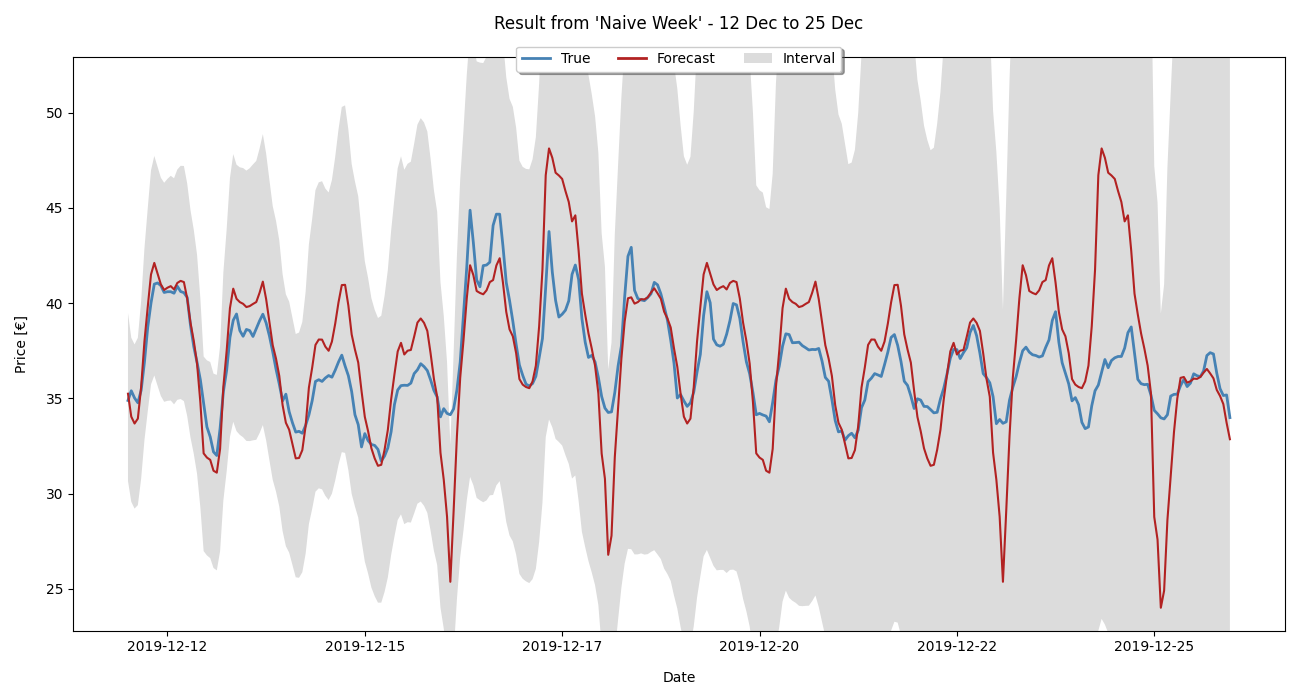 Result from 'Naive Week' - 12 Dec to 25 Dec
True Forecast Interval
50
45
40
35
30
25
Price [€]
2019-12-12 2019-12-15 2019-12-17 2019-12-20 2019-12-22 2019-12-25
Date